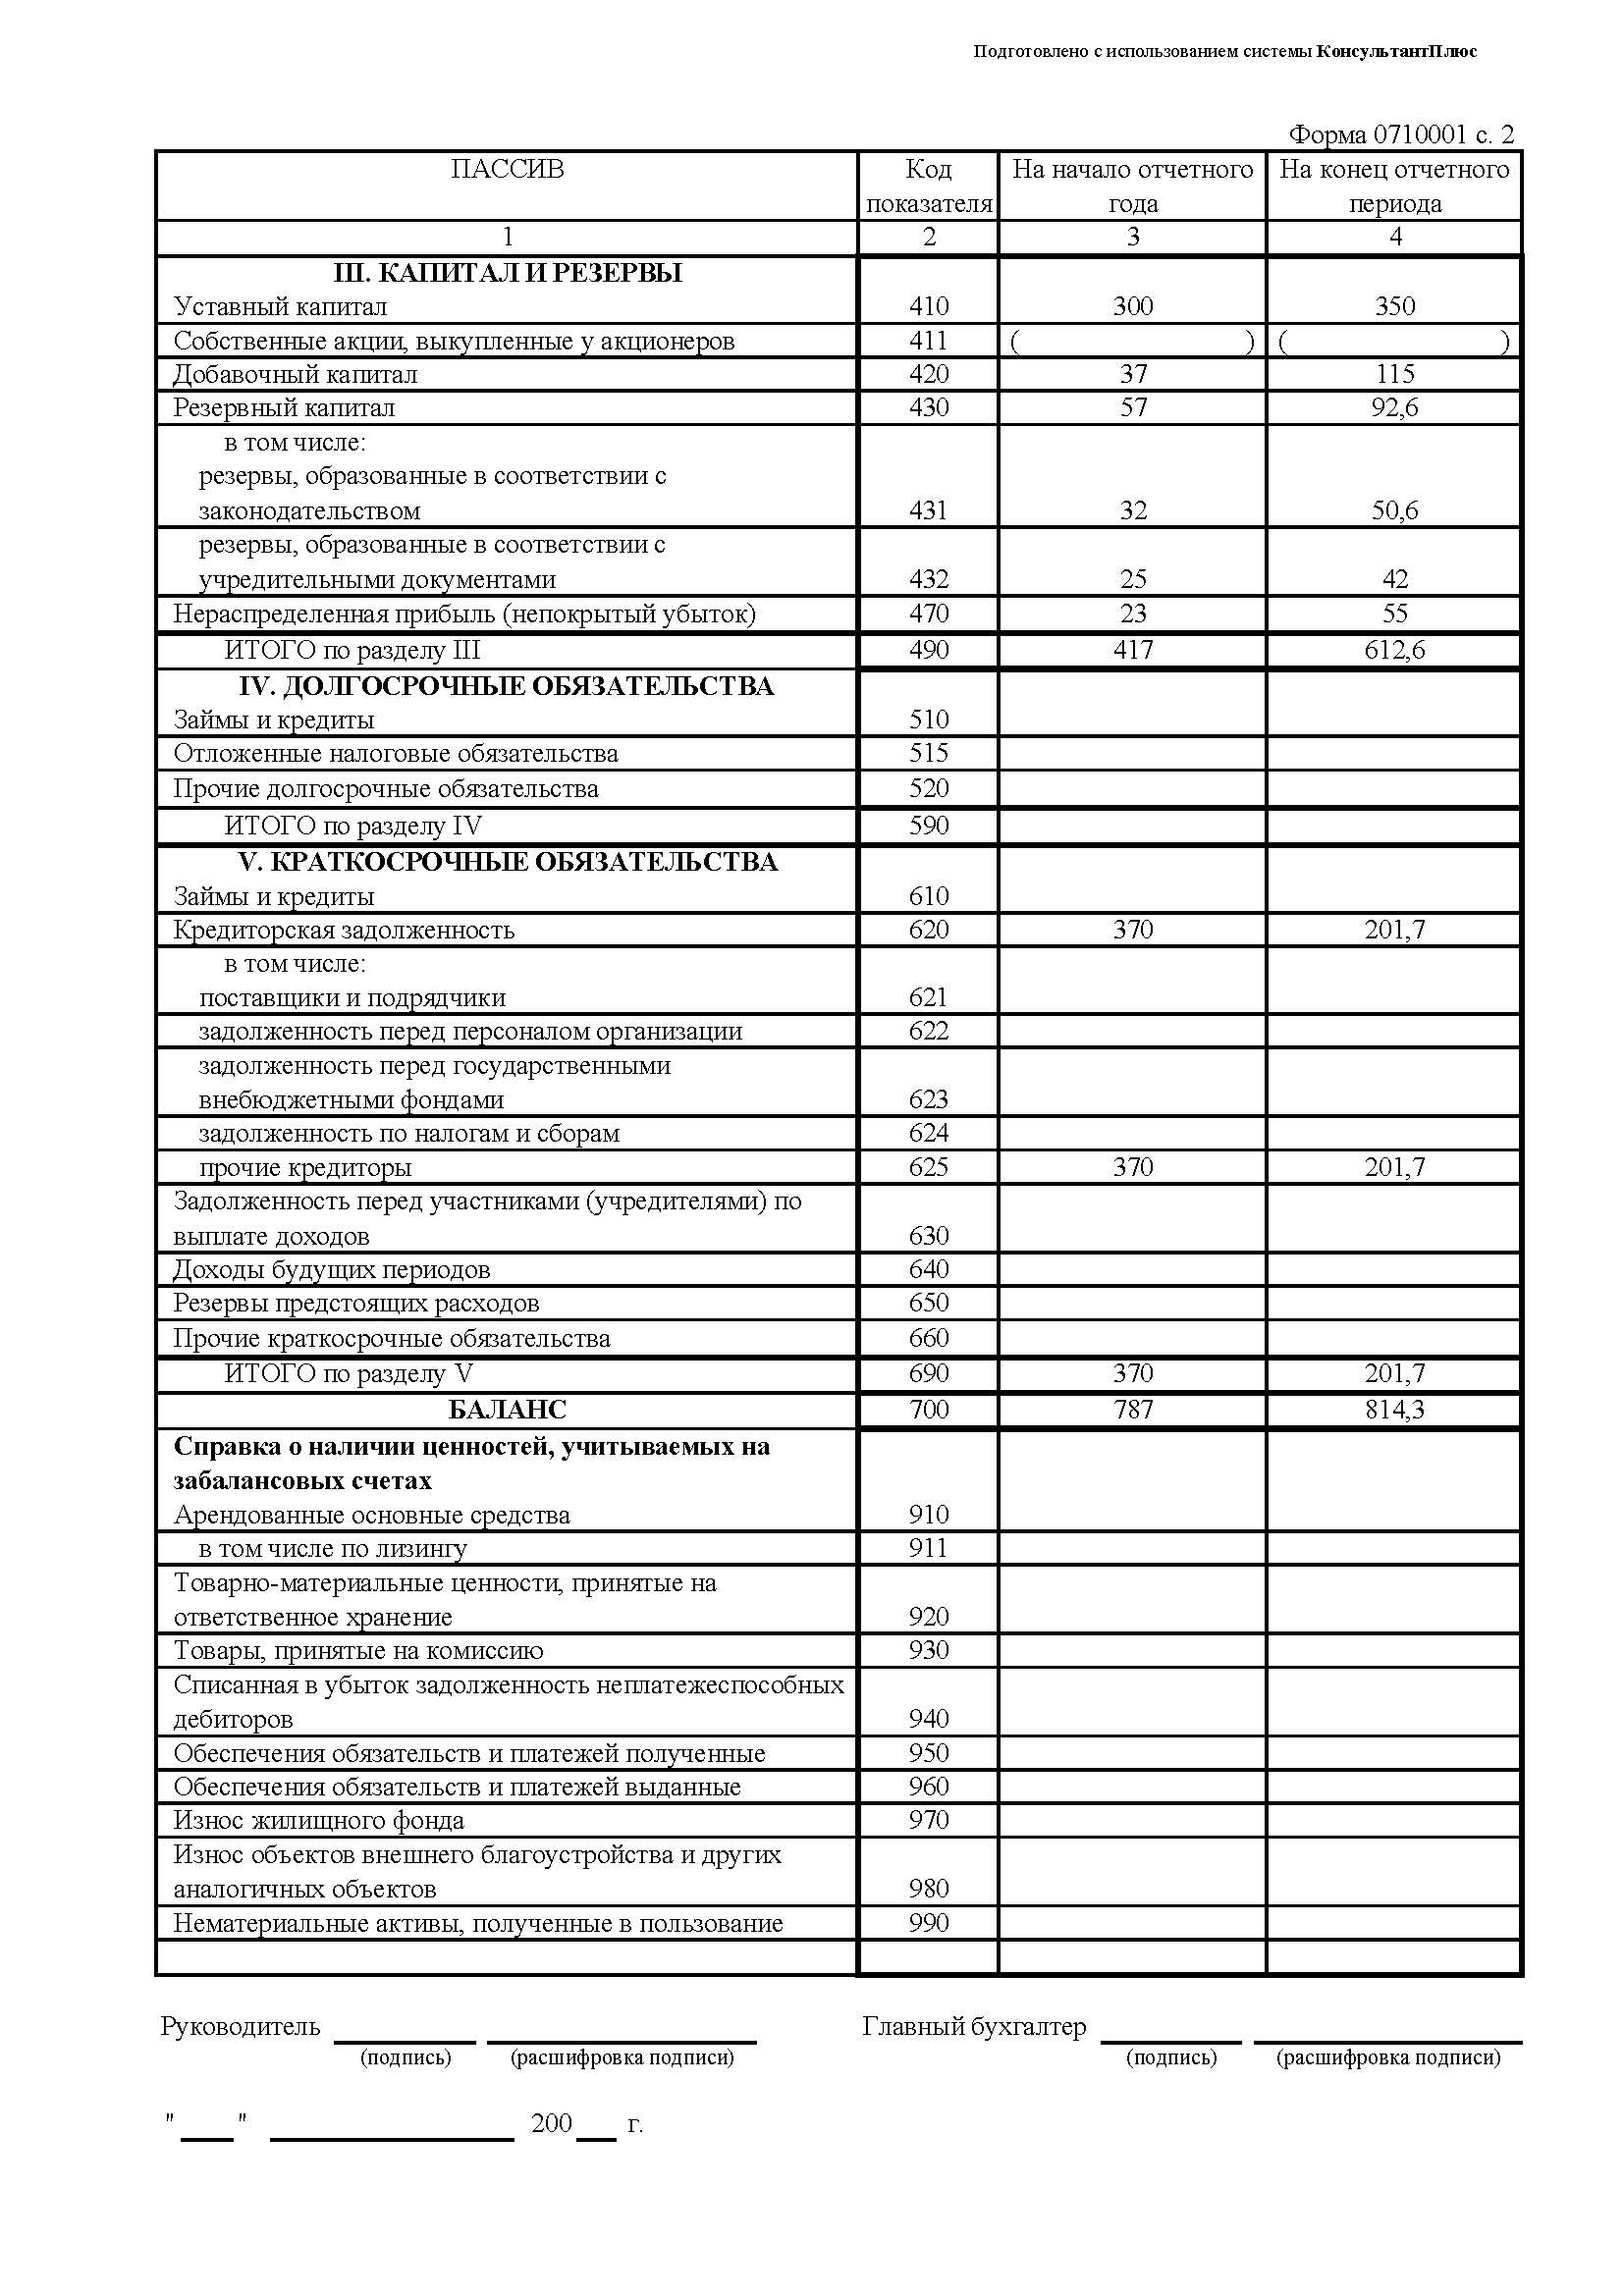 Подготовлено с использованием системы КонсультантПлюс
Форма 0710001 с. 2
ПАССИВ Код показателя На начало отчетного года На конец отчетного периода
1 2 3 4
III. КАПИТАЛ И РЕЗЕРВЫ
Уставный капитал 410 300 350
Собственные акции, выкупленные у акционеров 411 ( ) ( )
Добавочный капитал 420 37 115
Резервный капитал 430 57 92,6
в том числе:
резервы, образованные в соответствии с
законодательством 431 32 50,6
резервы, образованные в соответствии с
учредительными документами 432 25 42
Нераспределенная прибыль (непокрытый убыток) 470 23 55
ИТОГО по разделу III 490 417 612,6
IV. ДОЛГОСРОЧНЫЕ ОБЯЗАТЕЛЬСТВА
Займы и кредиты 510
Отложенные налоговые обязательства 515
Прочие долгосрочные обязательства 520
ИТОГО по разделу IV 590
V. КРАТКОСРОЧНЫЕ ОБЯЗАТЕЛЬСТВА
Займы и кредиты 610
Кредиторская задолженность 620 370 201,7
в том числе:
поставщики и подрядчики 621
задолженность перед персоналом организации 622
задолженность перед государственными
внебюджетными фондами 623
задолженность по налогам и сборам 624
прочие кредиторы 625 370 201,7
Задолженность перед участниками (учредителями) по
выплате доходов 630
Доходы будущих периодов 640
Резервы предстоящих расходов 650
Прочие краткосрочные обязательства 660
ИТОГО по разделу V 690 370 201,7
БАЛАНС 700 787 814,3
Справка о наличии ценностей, учитываемых на
забалансовых счетах
Арендованные основные средства 910
в том числе по лизингу 911
Товарно-материальные ценности, принятые на
ответственное хранение 920
Товары, принятые на комиссию 930
Списанная в убыток задолженность неплатежеспособных
дебиторов 940
Обеспечения обязательств и платежей полученные 950
Обеспечения обязательств и платежей выданные 960
Износ жилищного фонда 970
Износ объектов внешнего благоустройства и других
аналогичных объектов 980
Нематериальные активы, полученные в пользование 990
Руководитель Главный бухгалтер
(подпись) (расшифровка подписи) (подпись) (расшифровка подписи)
" " 200 г.